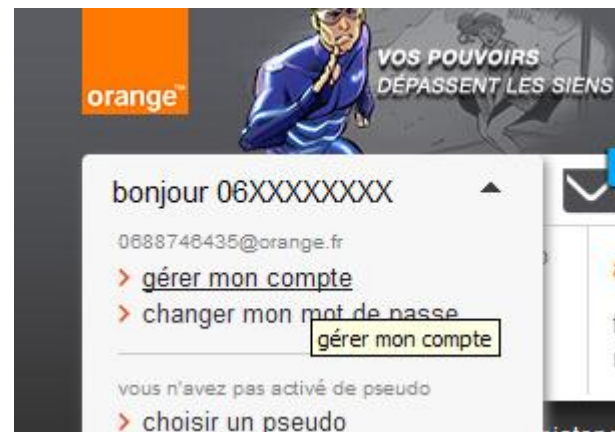 orange™
VOS POUVOIRS
DÉPASSENT LES SIENS
bonjour 06XXXXXXXX
0688746435@orange.fr
gérer mon compte
changer mon mot de passe
gérer mon compte
vous n'avez pas activé de pseudo
choisir un pseudo